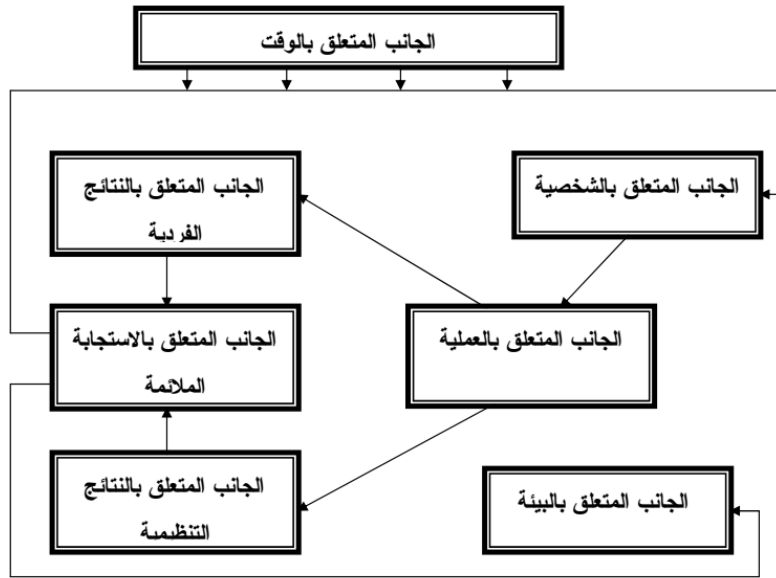 الجانب المتعلق بالوقت
الجانب المتعلق بالشخصية
الجانب المتعلق بالنتائج
الفردية
الجانب المتعلق بالعملية
الجانب المتعلق بالاستجابة
الملائمة
الجانب المتعلق بالبيئة
الجانب المتعلق بالنتائج
التنظيمية